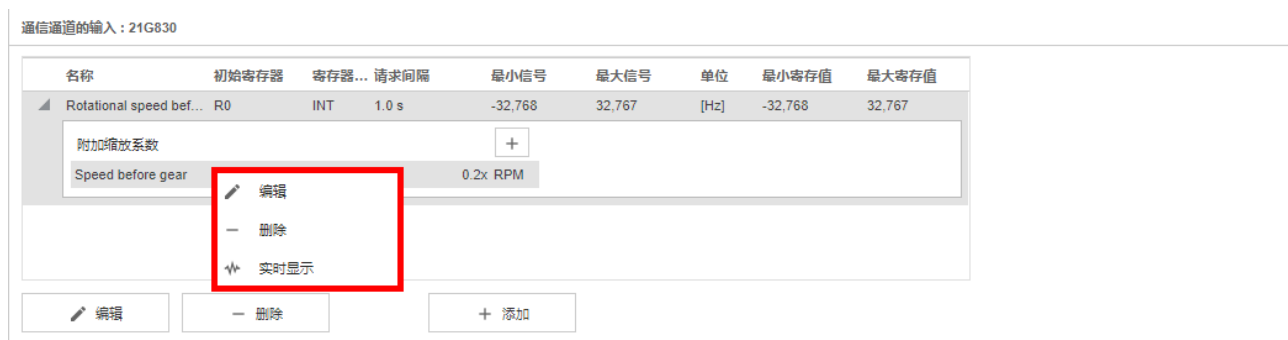 通信通道的输入：21G830
名称 初始寄存器 寄存器... 请求间隔 最小信号 最大信号 单位 最小寄存值 最大寄存值
Rotational speed bef... R0 INT 1.0 s -32,768 32,767 [Hz] -32,768 32,767
附加缩放系数 +
Speed before gear 0.2x RPM
编辑
删除
实时显示
编辑 删除 + 添加